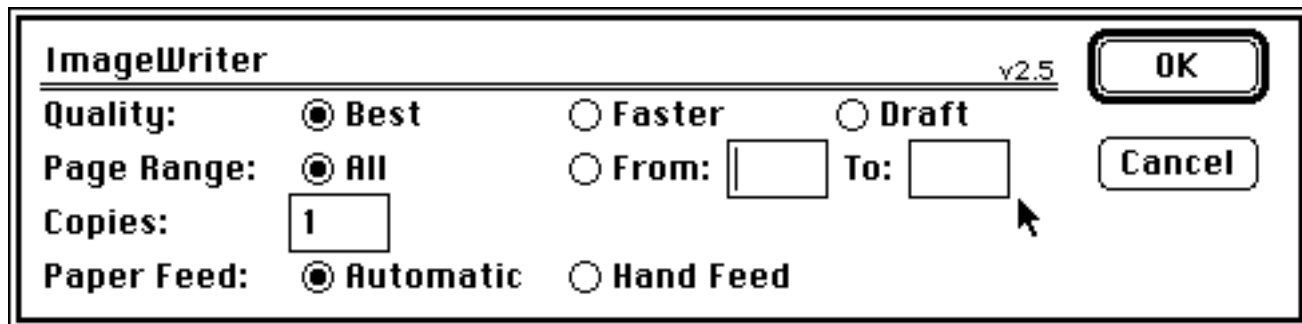 ImageWriter v2.5 OK
Quality: Best Faster Draft
Page Range: All From: To: Cancel
Copies: 1
Paper Feed: Automatic Hand Feed